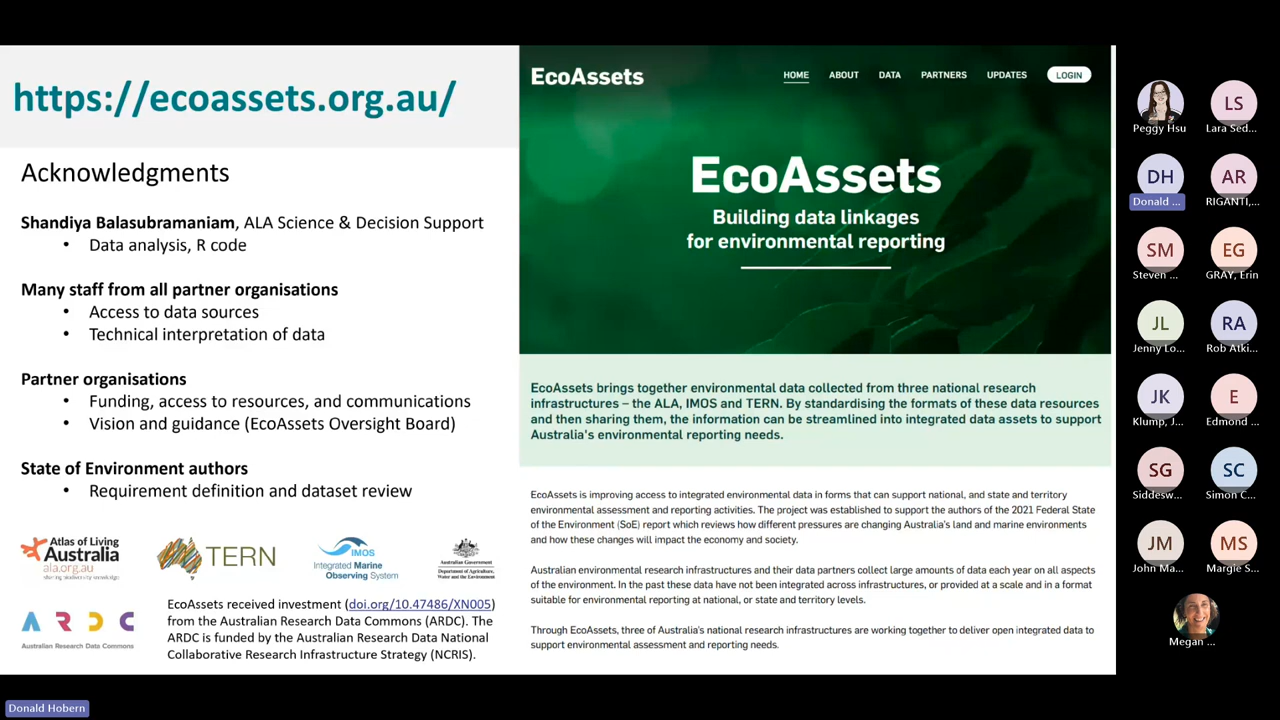 https://ecoassets.org.au/
Acknowledgments
Shandiya Balasubramaniam, ALA Science & Decision Support
• Data analysis, R code
Many staff from all partner organisations
• Access to data sources
• Technical interpretation of data
Partner organisations
• Funding, access to resources, and communications
• Vision and guidance (EcoAssets Oversight Board)
State of Environment authors
• Requirement definition and dataset review
Atlas of Living
Australia
ala.org.au
sharing biodiversity knowledge
TERN
IMOS
Integrated Marine
Observing System
Australian Government
Department of Agriculture,
Water and the Environment
A R D C
Australian Research Data Commons
EcoAssets received investment (doi.org/10.47486/XN005)
from the Australian Research Data Commons (ARDC). The
ARDC is funded by the Australian Research Data National
Collaborative Research Infrastructure Strategy (NCRIS).
EcoAssets
HOME ABOUT DATA PARTNERS UPDATES LOGIN
EcoAssets
Building data linkages
for environmental reporting
EcoAssets brings together environmental data collected from three national research
infrastructures – the ALA, IMOS and TERN. By standardising the formats of these data resources
and then sharing them, the information can be streamlined into integrated data assets to support
Australia's environmental reporting needs.
EcoAssets is improving access to integrated environmental data in forms that can support national, and state and territory
environmental assessment and reporting activities. The project was established to support the authors of the 2021 Federal State
of the Environment (SoE) report which reviews how different pressures are changing Australia's land and marine environments
and how these changes will impact the economy and society.
Australian environmental research infrastructures and their data partners collect large amounts of data each year on all aspects
of the environment. In the past these data have not been integrated across infrastructures, or provided at a scale and in a format
suitable for environmental reporting at national, or state and territory levels.
Through EcoAssets, three of Australia's national research infrastructures are working together to deliver open integrated data to
support environmental assessment and reporting needs.
Peggy Hsu
LS
Lara Sed...
DH
Donald ...
AR
RIGANTI,...
SM
Steven ...
EG
GRAY, Erin
JL
Jenny Lo...
RA
Rob Atki...
JK
Klump, J...
E
Edmond ...
SG
Siddesw...
SC
Simon C...
JM
John Ma...
MS
Margie S...
Megan ...
Donald Hobern